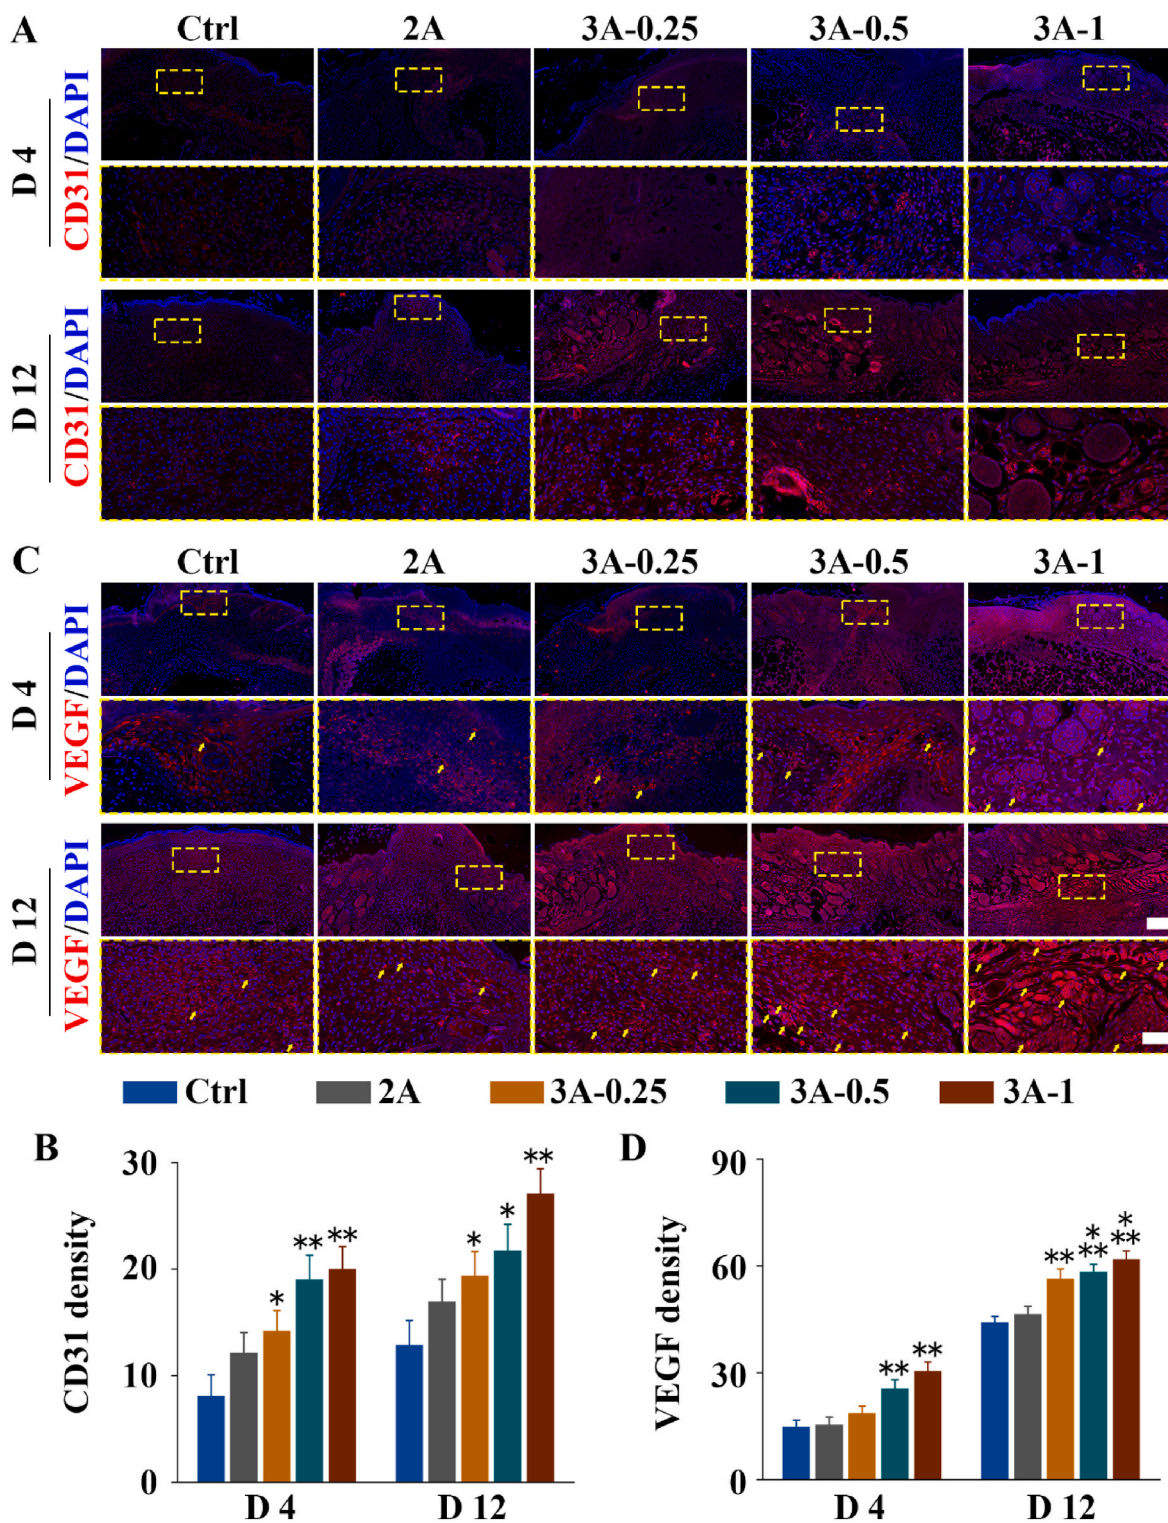 A
Ctrl 2A 3A-0.25 3A-0.5 3A-1
D 4
CD31/DAPI
D 12
CD31/DAPI
C
Ctrl 2A 3A-0.25 3A-0.5 3A-1
D 4
VEGF/DAPI
D 12
VEGF/DAPI
Ctrl 2A 3A-0.25 3A-0.5 3A-1
B
CD31 density
30
20
10
0
* ** ** * * **
D 4 D 12
D
VEGF density
90
60
30
0
** ** ** *** ***
D 4 D 12